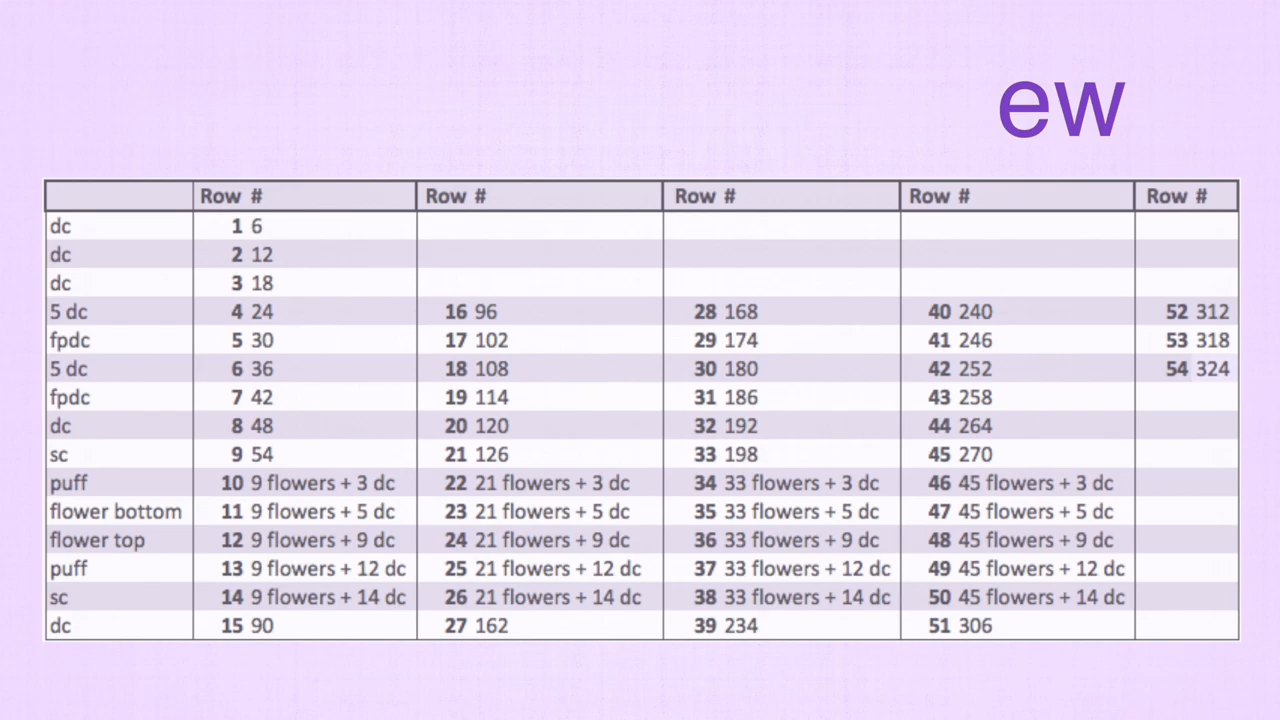 ew
Row # Row # Row # Row # Row #
dc 1 6
dc 2 12
dc 3 18
5 dc 4 24 16 96 28 168 40 240 52 312
fpdc 5 30 17 102 29 174 41 246 53 318
5 dc 6 36 18 108 30 180 42 252 54 324
fpdc 7 42 19 114 31 186 43 258
dc 8 48 20 120 32 192 44 264
sc 9 54 21 126 33 198 45 270
puff 10 9 flowers + 3 dc 22 21 flowers + 3 dc 34 33 flowers + 3 dc 46 45 flowers + 3 dc
flower bottom 11 9 flowers + 5 dc 23 21 flowers + 5 dc 35 33 flowers + 5 dc 47 45 flowers + 5 dc
flower top 12 9 flowers + 9 dc 24 21 flowers + 9 dc 36 33 flowers + 9 dc 48 45 flowers + 9 dc
puff 13 9 flowers + 12 dc 25 21 flowers + 12 dc 37 33 flowers + 12 dc 49 45 flowers + 12 dc
sc 14 9 flowers + 14 dc 26 21 flowers + 14 dc 38 33 flowers + 14 dc 50 45 flowers + 14 dc
dc 15 90 27 162 39 234 51 306